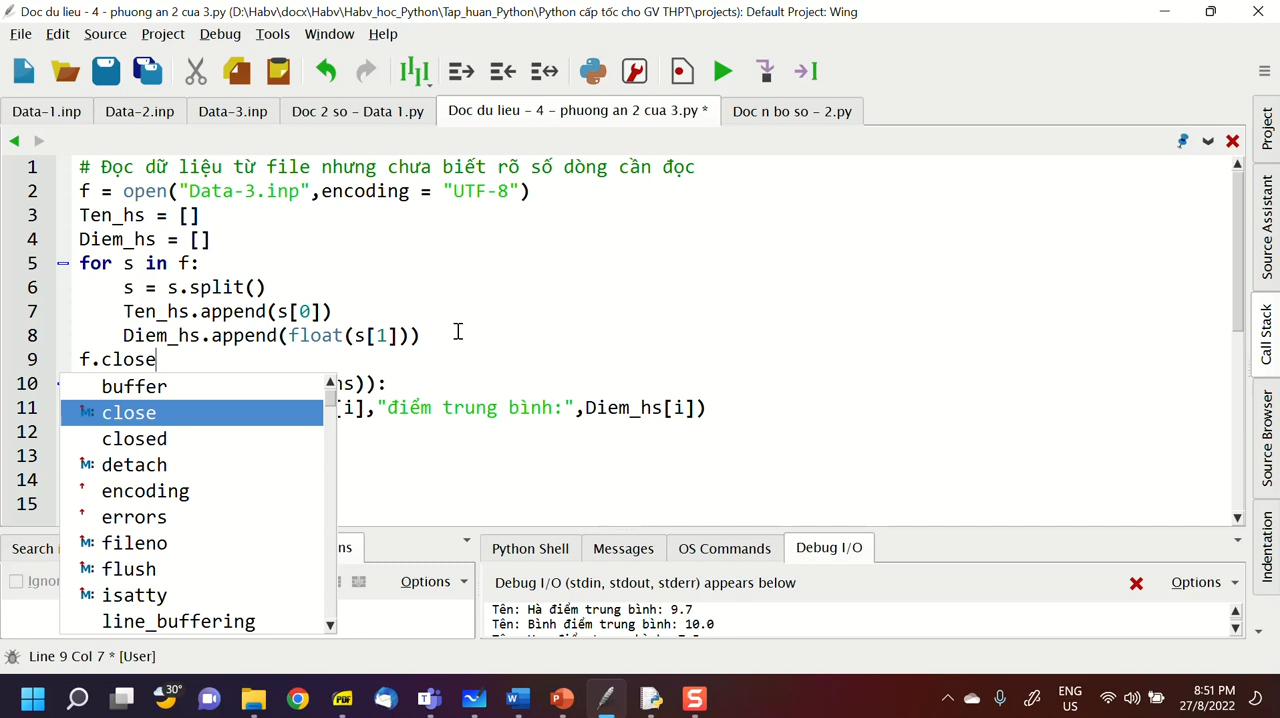 Doc du lieu - 4 - phuong an 2 cua 3.py (D:\Habv\docx\Habv\Habv_hoc_Python\Tap_huan_Python\Python cấp tốc cho GV THPT\projects): Default Project: Wing
File Edit Source Project Debug Tools Window Help
Data-1.inp Data-2.inp Data-3.inp Doc 2 so - Data 1.py Doc du lieu - 4 - phuong an 2 cua 3.py * Doc n bo so - 2.py
1 # Đọc dữ liệu từ file nhưng chưa biết rõ số dòng cần đọc
2 f = open("Data-3.inp",encoding = "UTF-8")
3 Ten_hs = []
4 Diem_hs = []
5 for s in f:
6 s = s.split()
7 Ten_hs.append(s[0])
8 Diem_hs.append(float(s[1]))
9 f.close
10 hs)):
11 [i],"điểm trung bình:",Diem_hs[i])
12
13
14
15
buffer
close
closed
detach
encoding
errors
fileno
flush
isatty
line_buffering
Project
Source Assistant
Call Stack
Source Browser
Indentation
Search ns Python Shell Messages OS Commands Debug I/O
Options Debug I/O (stdin, stdout, stderr) appears below Options
Tên: Hà điểm trung bình: 9.7
Tên: Bình điểm trung bình: 10.0
Line 9 Col 7 * [User]
30°
PDF
ENG
US
8:51 PM
27/8/2022